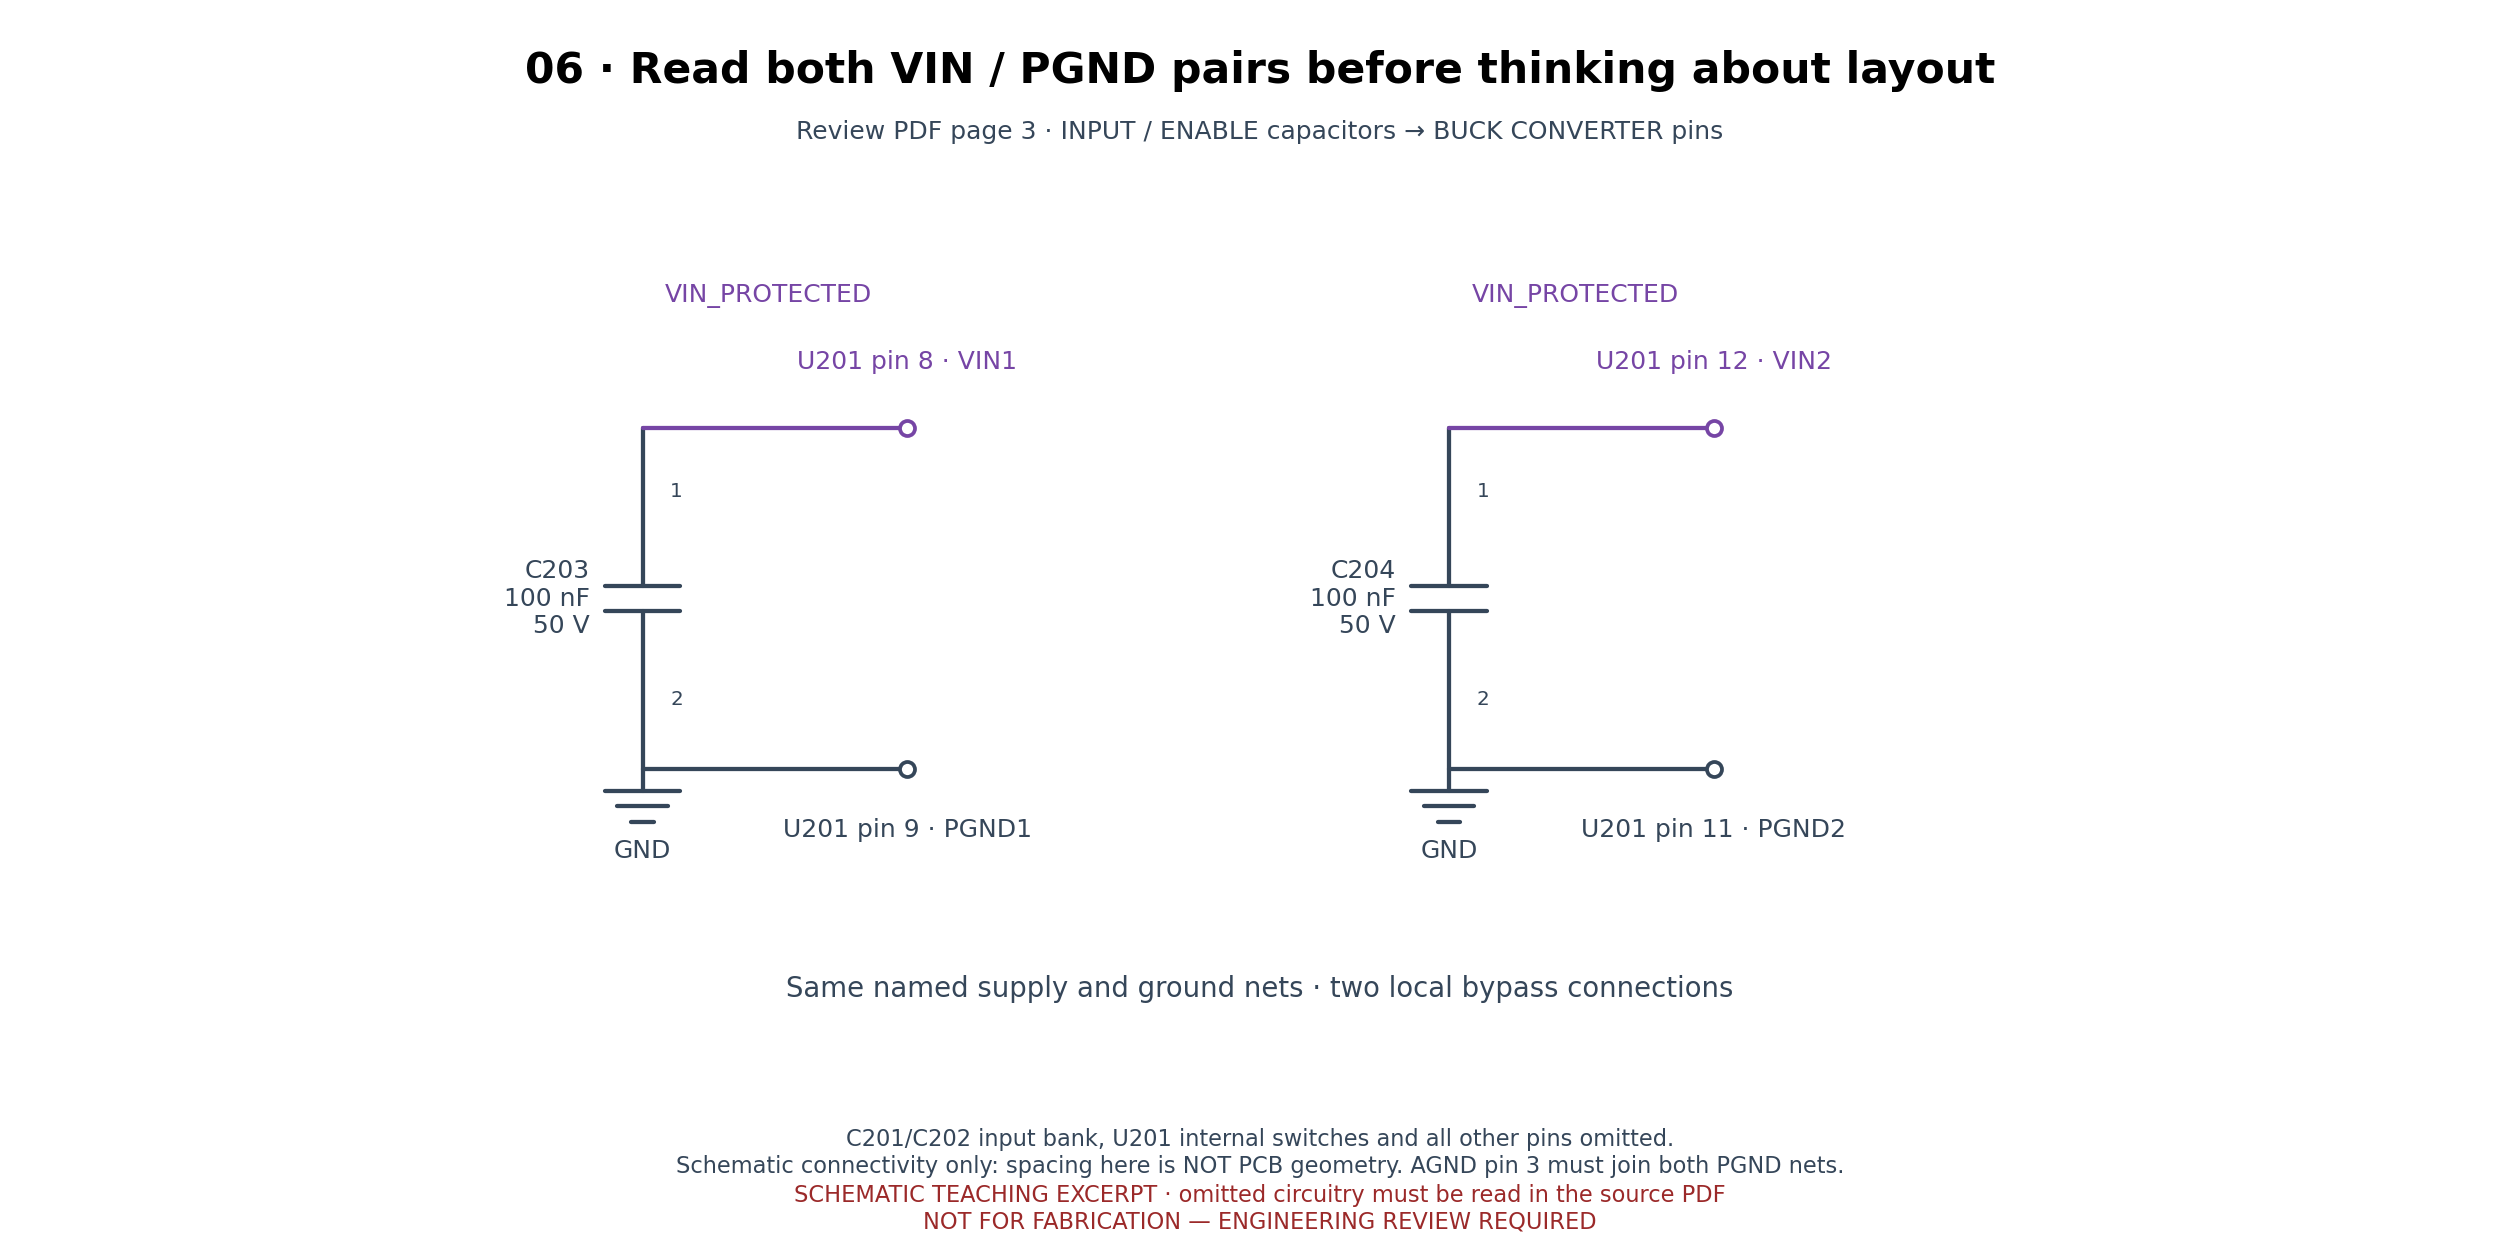 06 · Read both VIN / PGND pairs before thinking about layout
Review PDF page 3 · INPUT / ENABLE capacitors → BUCK CONVERTER pins
VIN_PROTECTED
U201 pin 8 · VIN1
1
C203
100 nF
50 V
2
GND
U201 pin 9 · PGND1
VIN_PROTECTED
U201 pin 12 · VIN2
1
C204
100 nF
50 V
2
GND
U201 pin 11 · PGND2
Same named supply and ground nets · two local bypass connections
C201/C202 input bank, U201 internal switches and all other pins omitted.
Schematic connectivity only: spacing here is NOT PCB geometry. AGND pin 3 must join both PGND nets.
SCHEMATIC TEACHING EXCERPT · omitted circuitry must be read in the source PDF
NOT FOR FABRICATION — ENGINEERING REVIEW REQUIRED